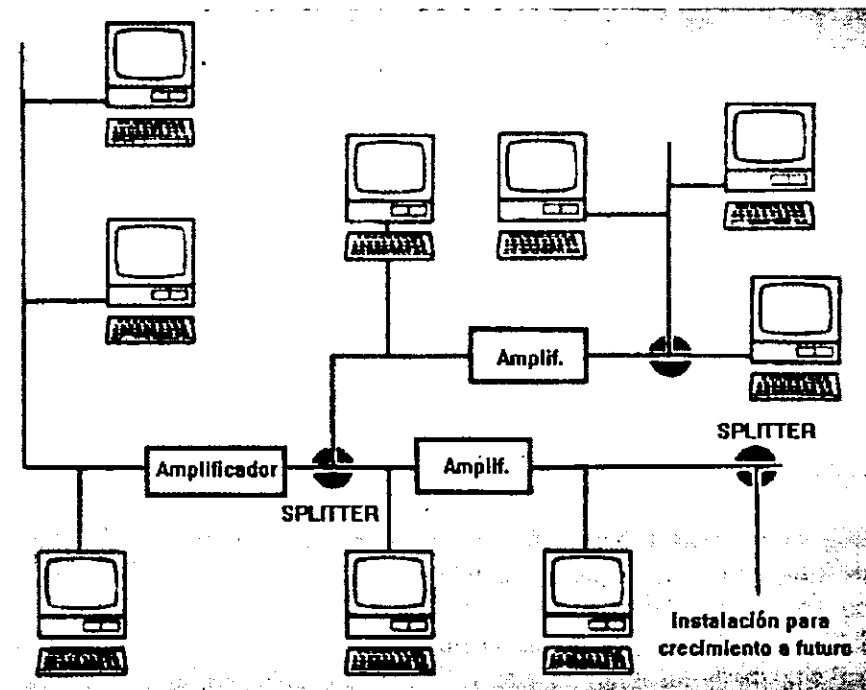 Amplif.
SPLITTER
Amplificador
Amplif.
SPLITTER
Instalación para
crecimiento a futuro